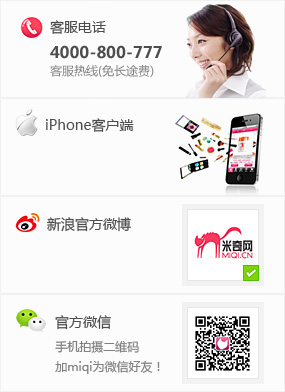 客服电话
4000-800-777
客服热线(免长途费)
iPhone客户端
新浪官方微博
米奇网
MIQI.CN
官方微信
手机拍摄二维码
加miqi为微信好友！